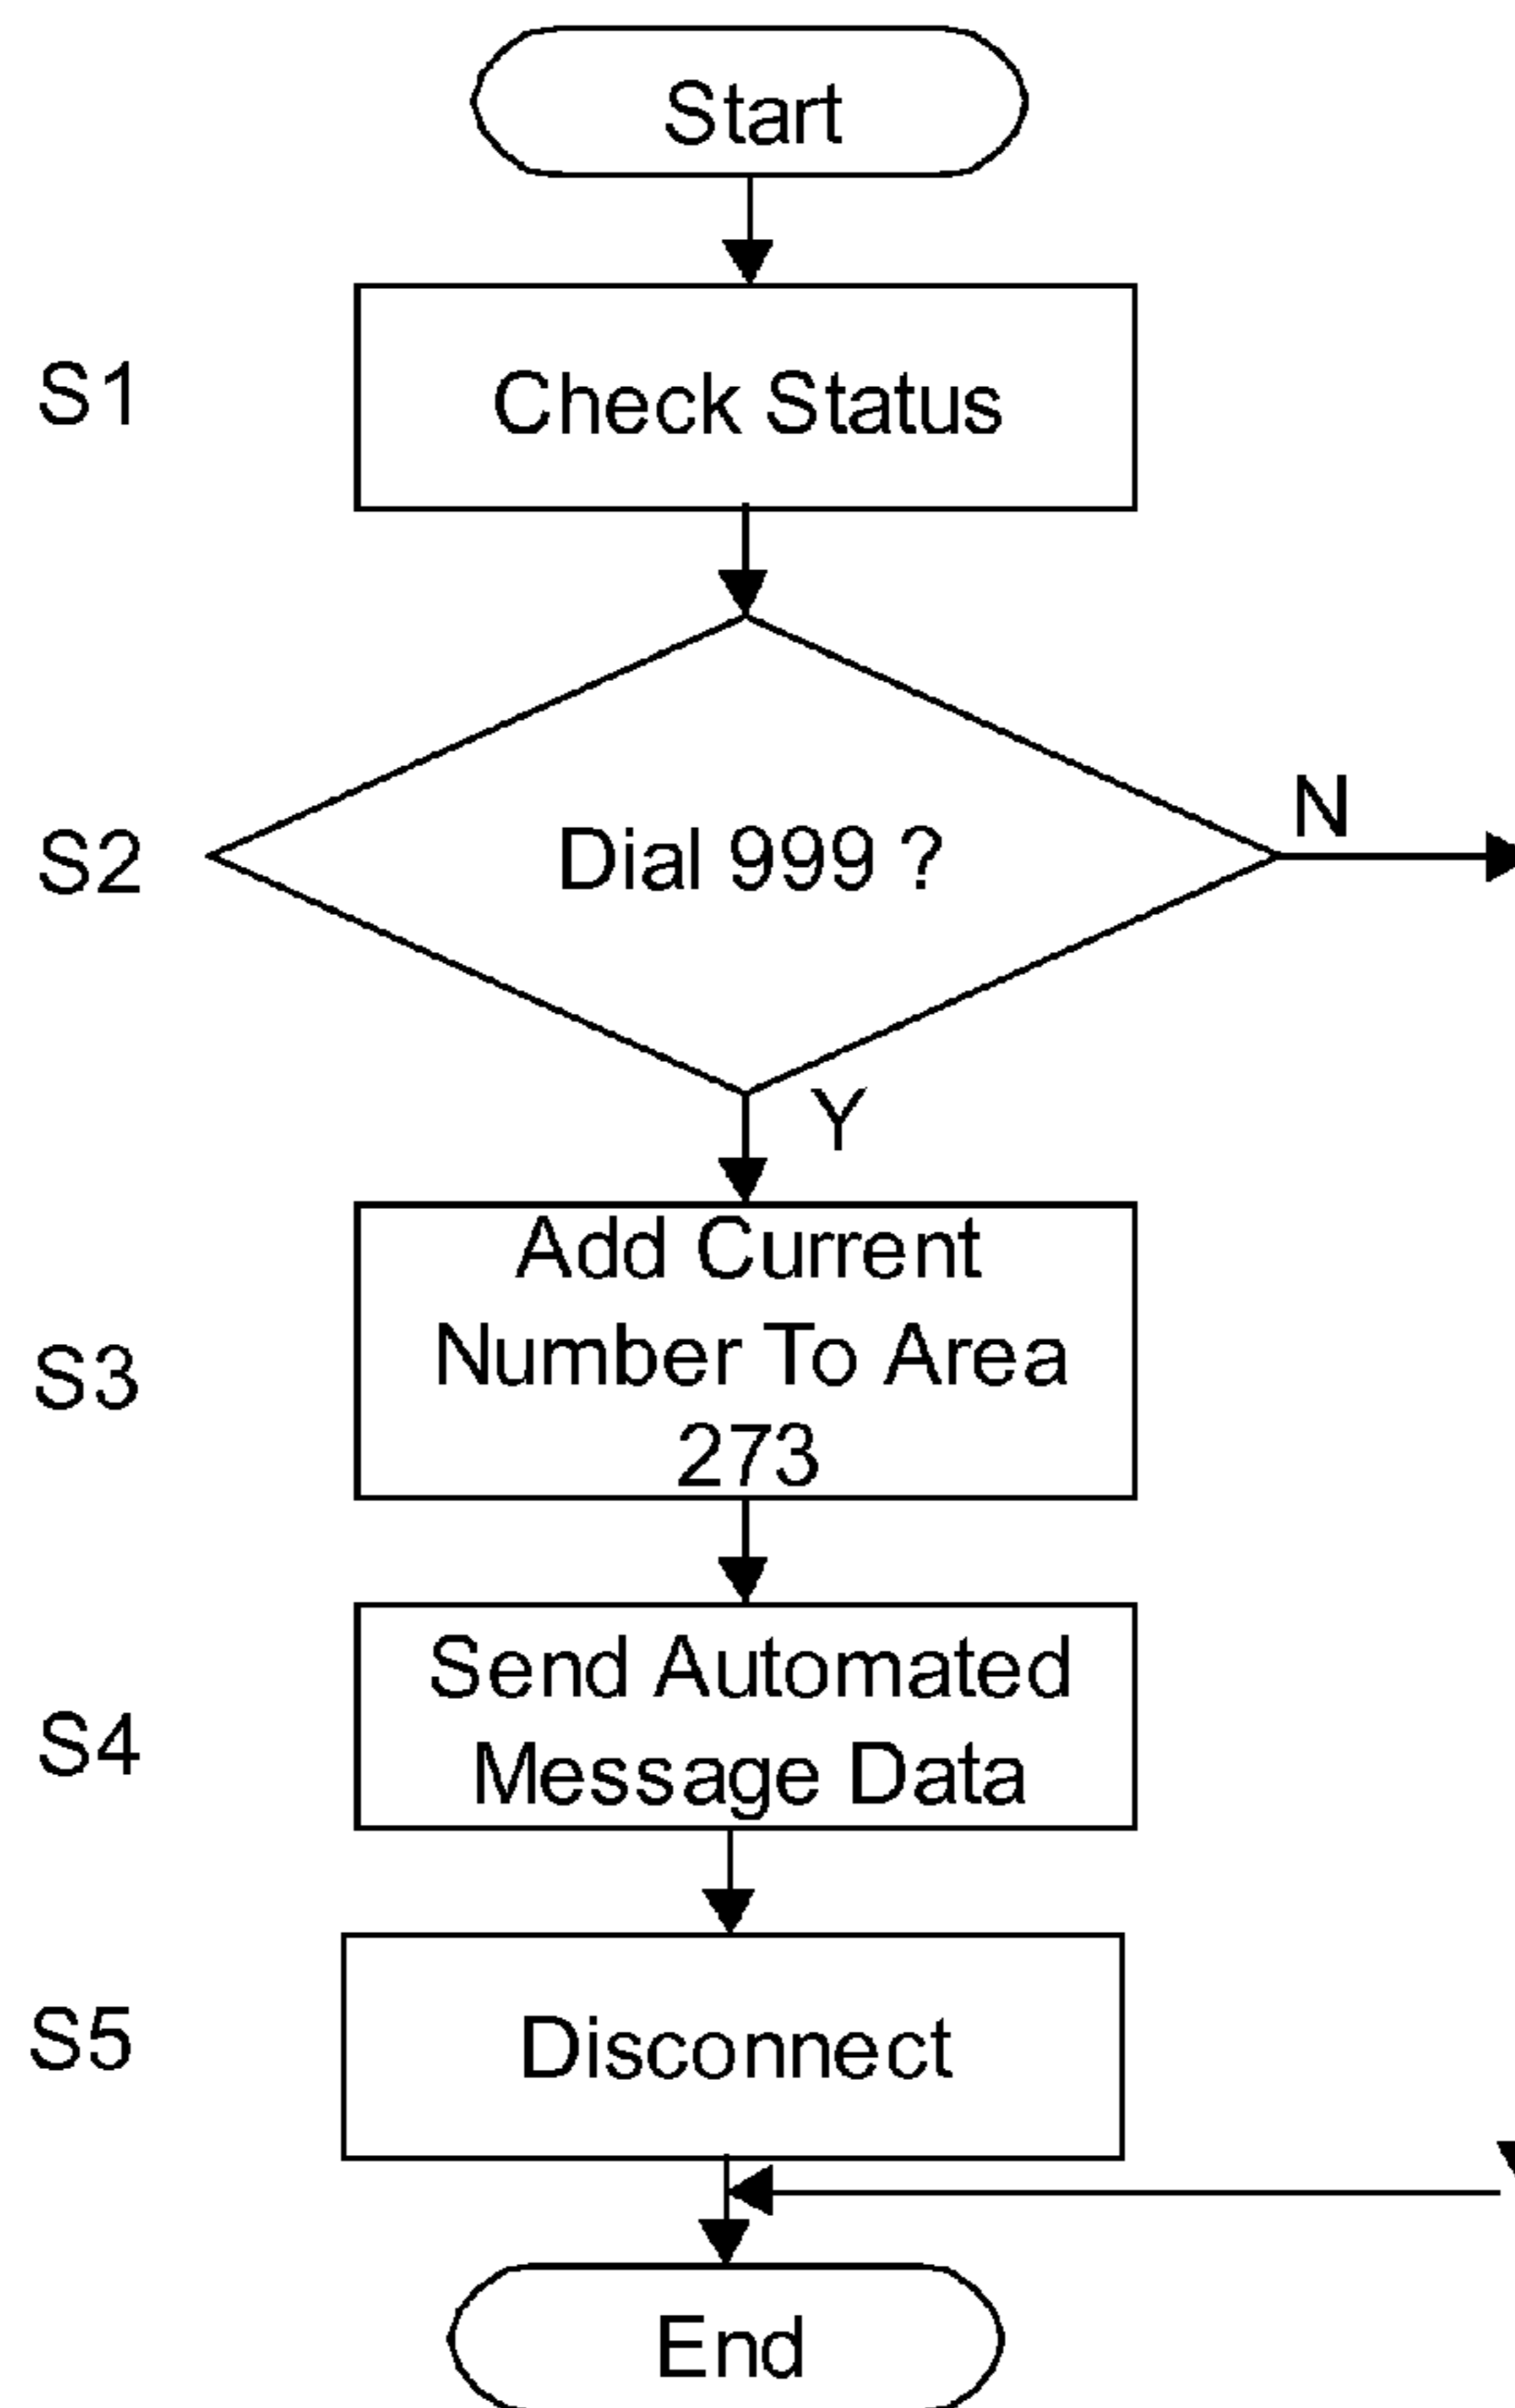 Start
S1
Check Status
S2
Dial 999 ?
N
Y
S3
Add Current
Number To Area
273
S4
Send Automated
Message Data
S5
Disconnect
End